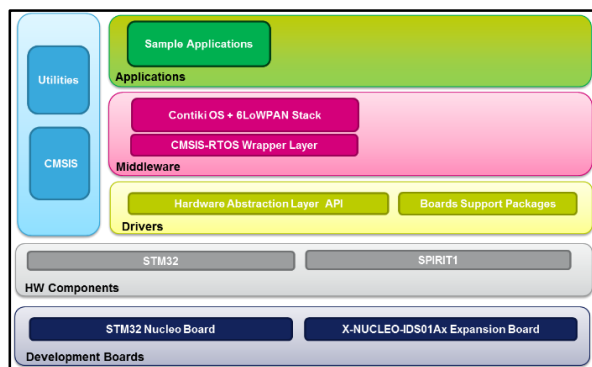 Utilities
CMSIS
Sample Applications
Applications
Contiki OS + 6LoWPAN Stack
CMSIS-RTOS Wrapper Layer
Middleware
Hardware Abstraction Layer API
Boards Support Packages
Drivers
STM32
SPIRIT1
HW Components
STM32 Nucleo Board
X-NUCLEO-IDS01Ax Expansion Board
Development Boards